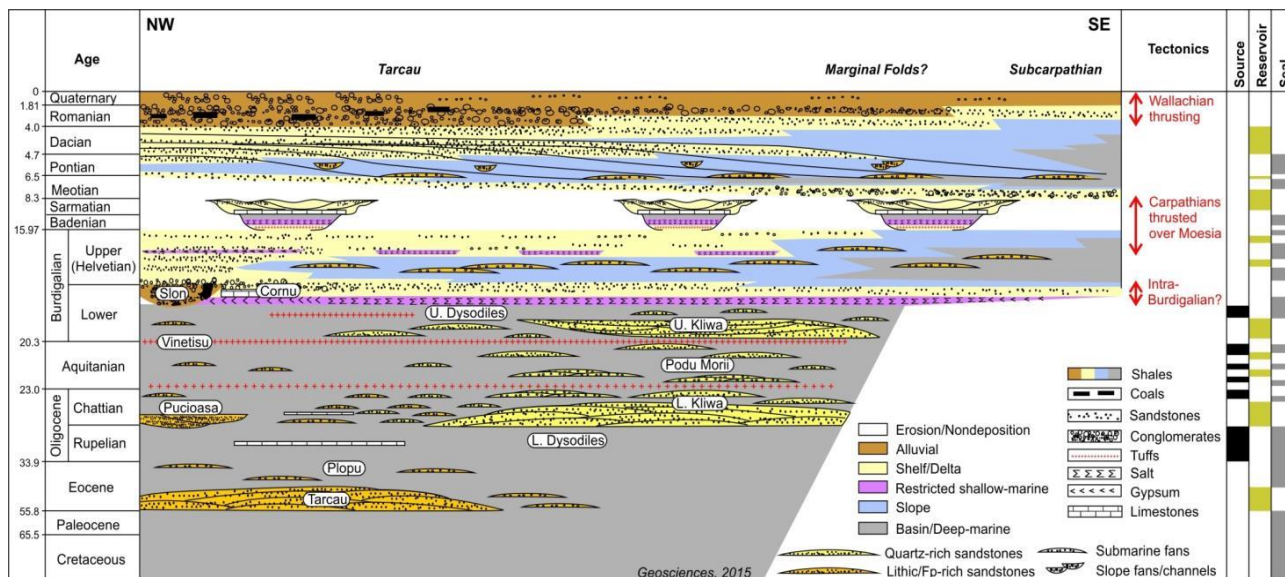 NW
SE
Age
Tarcau
Marginal Folds?
Subcarpathian
Tectonics
Source
Reservoir
Seal
0
Quaternary
1.81
Romanian
4.0
Dacian
4.7
Pontian
6.5
Meotian
8.3
Sarmatian
Badenian
15.97
Burdigalian
Upper
(Helvetian)
Lower
20.3
Aquitanian
23.0
Oligocene
Chattian
Rupelian
33.9
Eocene
55.8
Paleocene
65.5
Cretaceous
Wallachian
thrusting
Carpathians
thrusted
over Moesia
Intra-
Burdigalian?
Slon
Cornu
U. Dysodiles
U. Kliwa
Vinetisu
Podu Morii
Pucioasa
L. Kliwa
L. Dysodiles
Plopu
Tarcau
Erosion/Nondeposition
Alluvial
Shelf/Delta
Restricted shallow-marine
Slope
Basin/Deep-marine
Quartz-rich sandstones
Lithic/Fp-rich sandstones
Shales
Coals
Sandstones
Conglomerates
Tuffs
Salt
Gypsum
Limestones
Submarine fans
Slope fans/channels
Geosciences, 2015